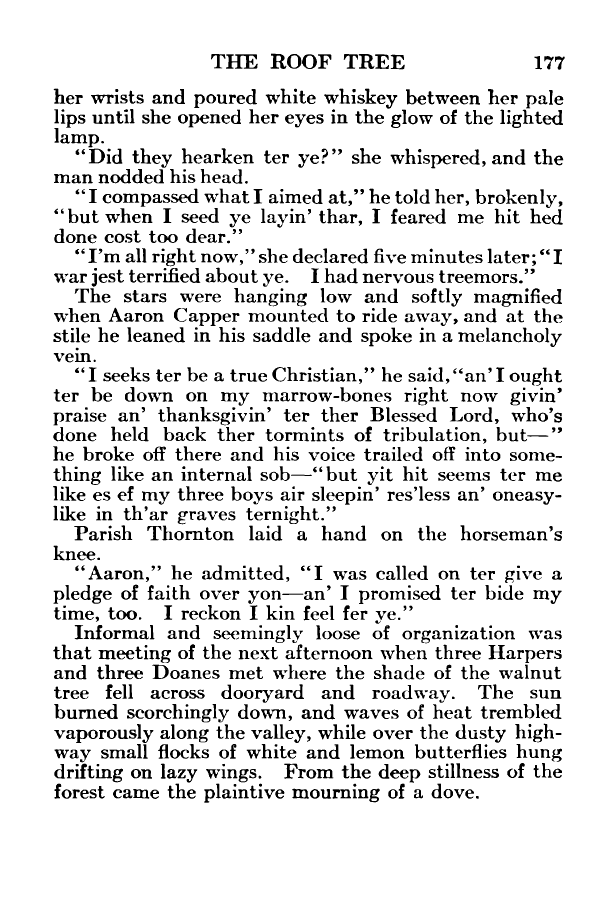 THE ROOF TREE 177
her wrists and poured white whiskey between her pale
lips until she opened her eyes in the glow of the lighted
lamp.
"Did they hearken ter ye?" she whispered, and the
man nodded his head.
"I compassed what I aimed at," he told her, brokenly,
"but when I seed ye layin' thar, I feared me hit hed
done cost too dear."
"I'm all right now," she declared five minutes later; "I
war jest terrified about ye. I had nervous treemors."
The stars were hanging low and softly magnified
when Aaron Capper mounted to ride away, and at the
stile he leaned in his saddle and spoke in a melancholy
vein.
"I seeks ter be a true Christian," he said, "an' I ought
ter be down on my marrow-bones right now givin'
praise an' thanksgivin' ter ther Blessed Lord, who's
done held back ther tormints of tribulation, but—"
he broke off there and his voice trailed off into some-
thing like an internal sob—"but yit hit seems ter me
like es ef my three boys air sleepin' res'less an' oneasy-
like in th'ar graves ternight."
Parish Thornton laid a hand on the horseman's
knee.
"Aaron," he admitted, "I was called on ter give a
pledge of faith over yon—an' I promised ter bide my
time, too. I reckon I kin feel fer ye."
Informal and seemingly loose of organization was
that meeting of the next afternoon when three Harpers
and three Doanes met where the shade of the walnut
tree fell across dooryard and roadway. The sun
burned scorchingly down, and waves of heat trembled
vaporously along the valley, while over the dusty high-
way small flocks of white and lemon butterflies hung
drifting on lazy wings. From the deep stillness of the
forest came the plaintive mourning of a dove.